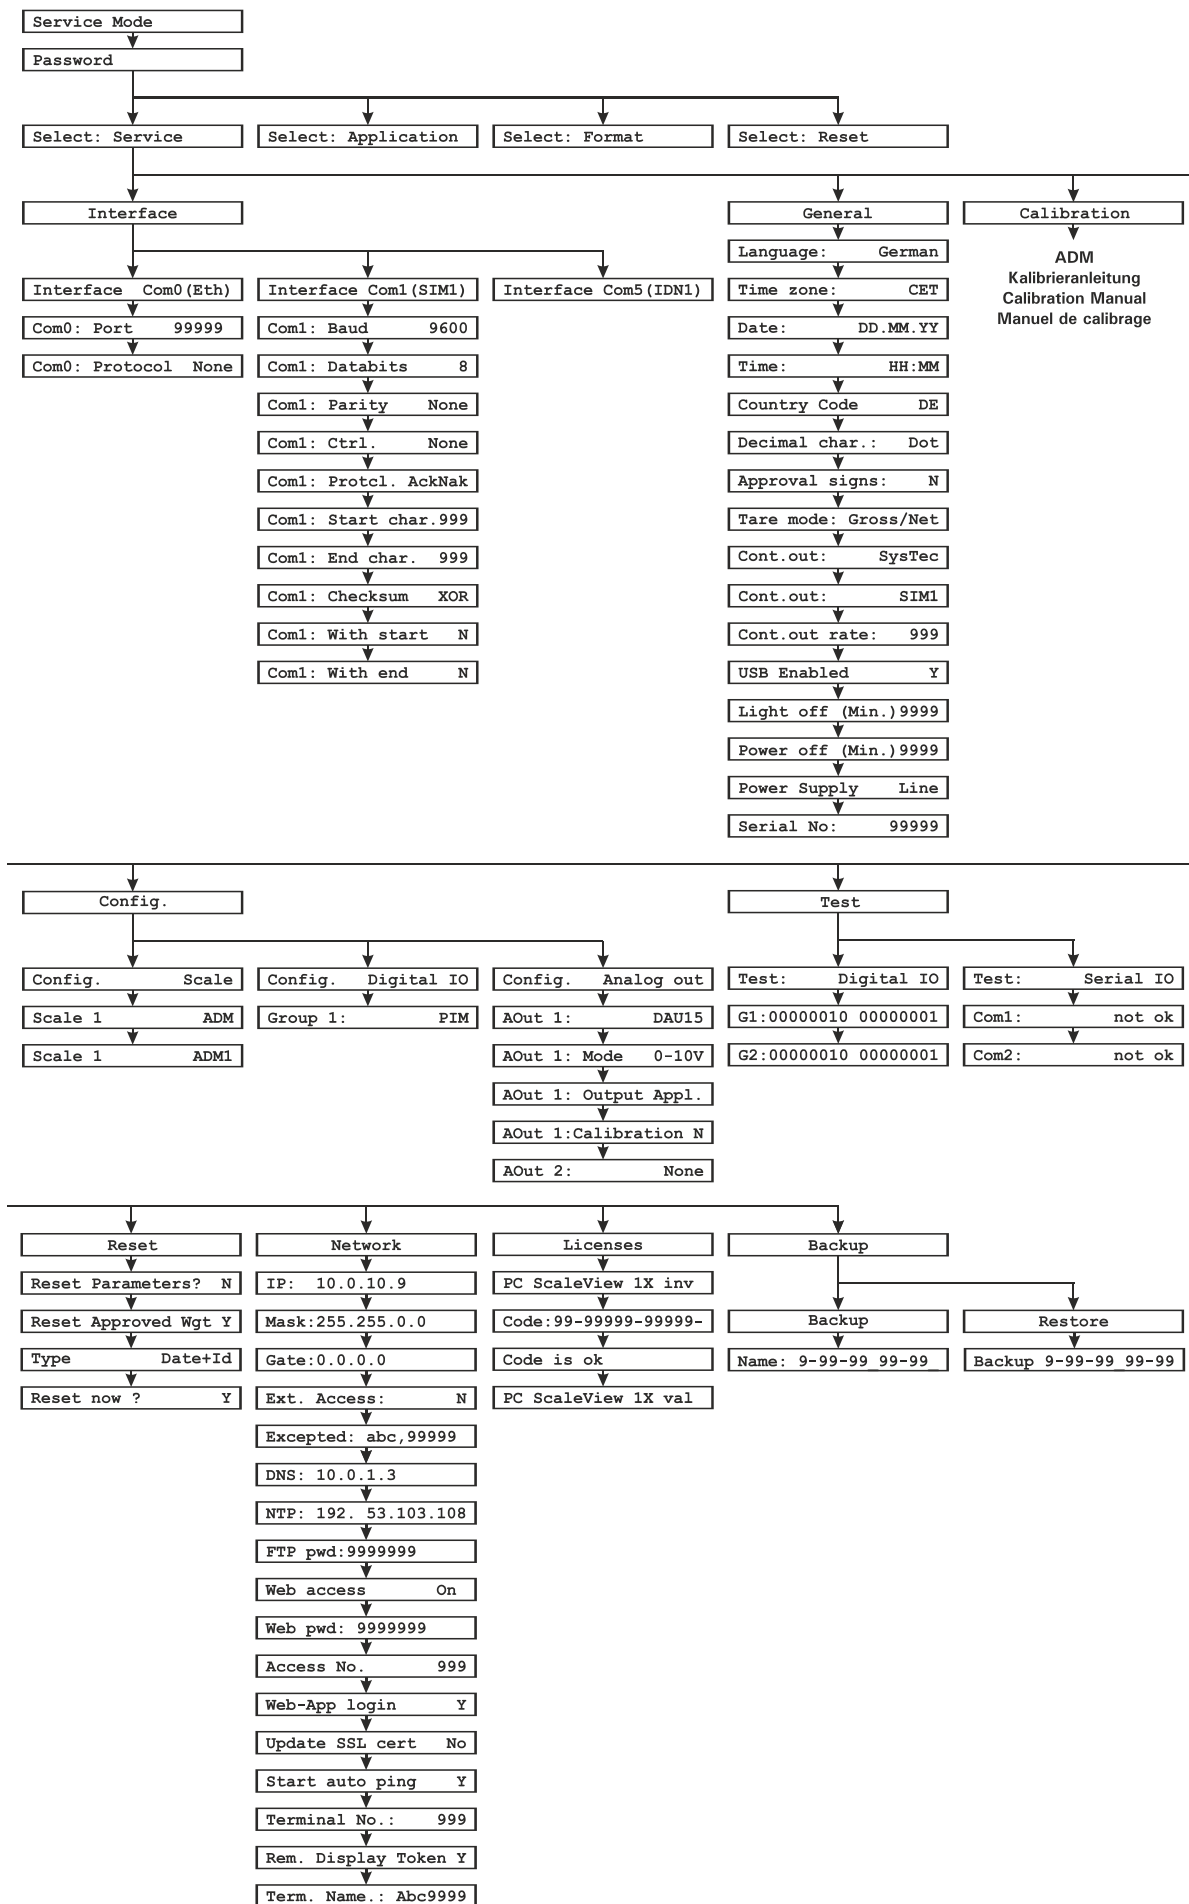 Service Mode
Password
Select: Service
Select: Application
Select: Format
Select: Reset
Interface
General
Calibration
Interface Com0(Eth)
Com0: Port 99999
Com0: Protocol None
Interface Com1(SIM1)
Com1: Baud 9600
Com1: Databits 8
Com1: Parity None
Com1: Ctrl. None
Com1: Protcl. AckNak
Com1: Start char.999
Com1: End char. 999
Com1: Checksum XOR
Com1: With start N
Com1: With end N
Interface Com5(IDN1)
Language: German
Time zone: CET
Date: DD.MM.YY
Time: HH:MM
Country Code DE
Decimal char.: Dot
Approval signs: N
Tare mode: Gross/Net
Cont.out: SysTec
Cont.out: SIM1
Cont.out rate: 999
USB Enabled Y
Light off (Min.)9999
Power off (Min.)9999
Power Supply Line
Serial No: 99999
ADM
Kalibrieranleitung
Calibration Manual
Manuel de calibrage
Config.
Test
Config. Scale
Scale 1 ADM
Scale 1 ADM1
Config. Digital IO
Group 1: PIM
Config. Analog out
AOut 1: DAU15
AOut 1: Mode 0-10V
AOut 1: Output Appl.
AOut 1:Calibration N
AOut 2: None
Test: Digital IO
G1:00000010 00000001
G2:00000010 00000001
Test: Serial IO
Com1: not ok
Com2: not ok
Reset
Reset Parameters? N
Reset Approved Wgt Y
Type Date+Id
Reset now ? Y
Network
IP: 10.0.10.9
Mask:255.255.0.0
Gate:0.0.0.0
Ext. Access: N
Excepted: abc,99999
DNS: 10.0.1.3
NTP: 192. 53.103.108
FTP pwd:9999999
Web access On
Web pwd: 9999999
Access No. 999
Web-App login Y
Update SSL cert No
Start auto ping Y
Terminal No.: 999
Rem. Display Token Y
Term. Name.: Abc9999
Licenses
PC ScaleView 1X inv
Code:99-99999-99999-
Code is ok
PC ScaleView 1X val
Backup
Backup
Name: 9-99-99_99-99_
Restore
Backup 9-99-99_99-99